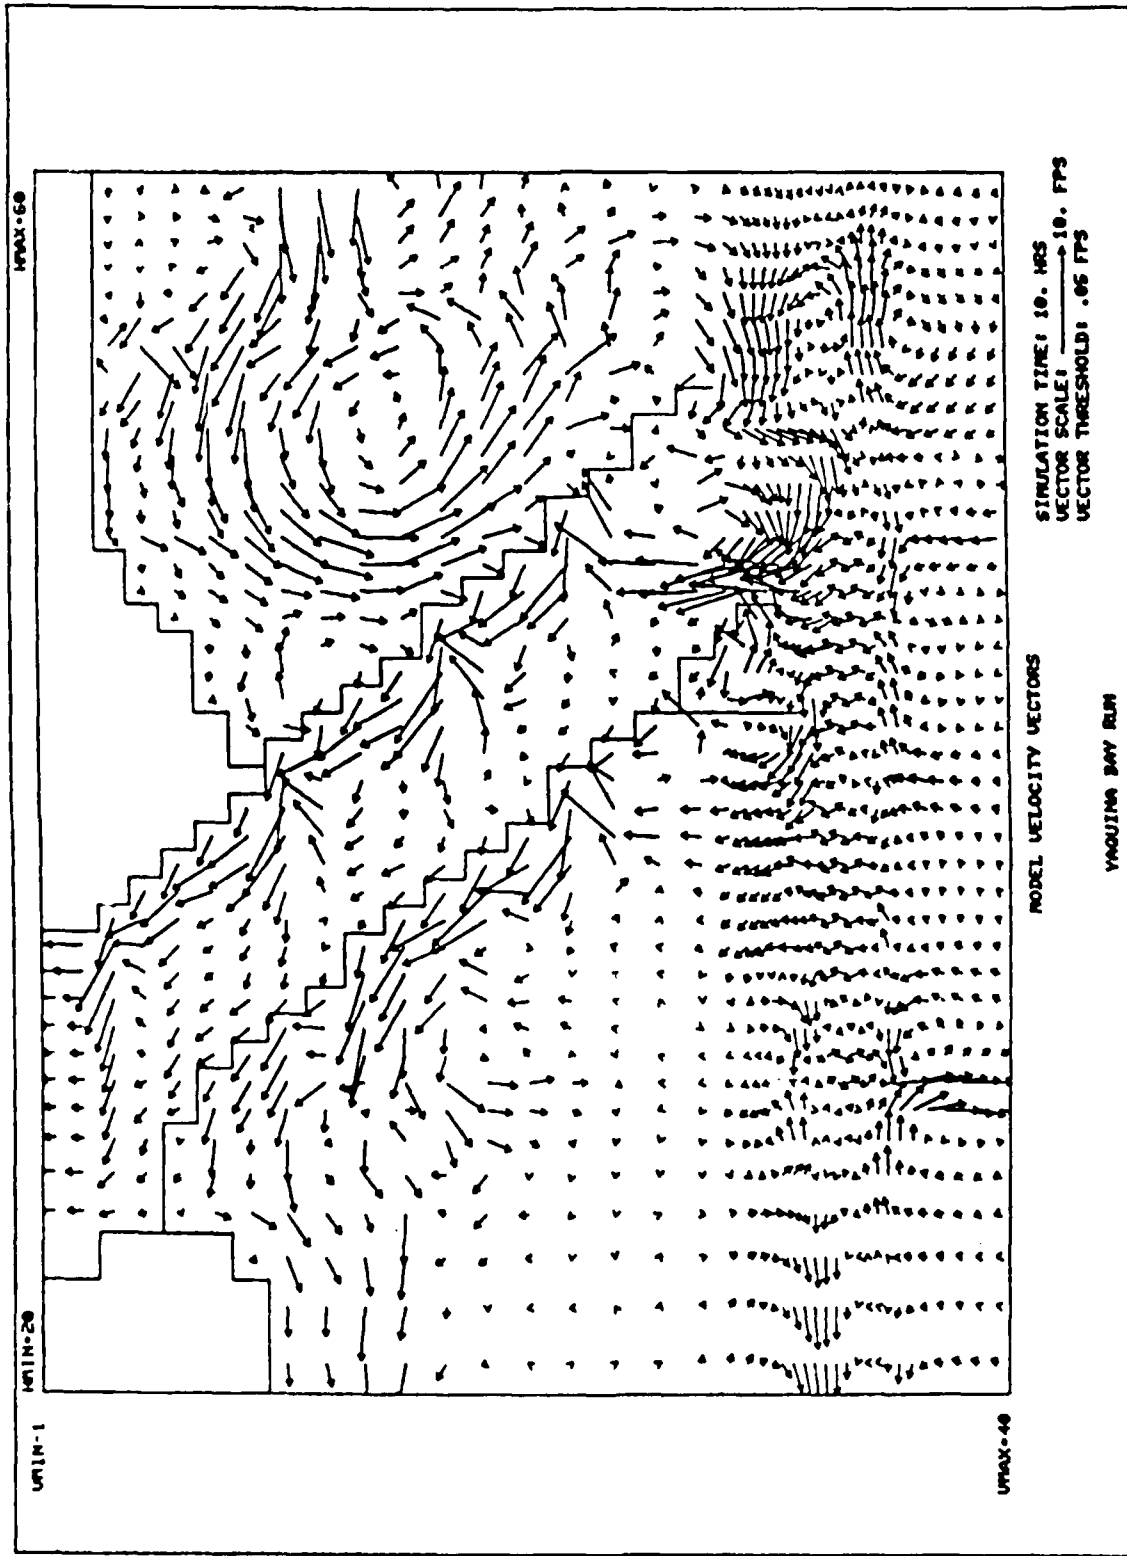 VMIN-1
HMIN-20
HMAX-60
VMAX-40
MODEL VELOCITY VECTORS
YAQUINA BAY RUN
SIMULATION TIME: 10. HRS
VECTOR SCALE: 10. FPS
VECTOR THRESHOLD: .05 FPS